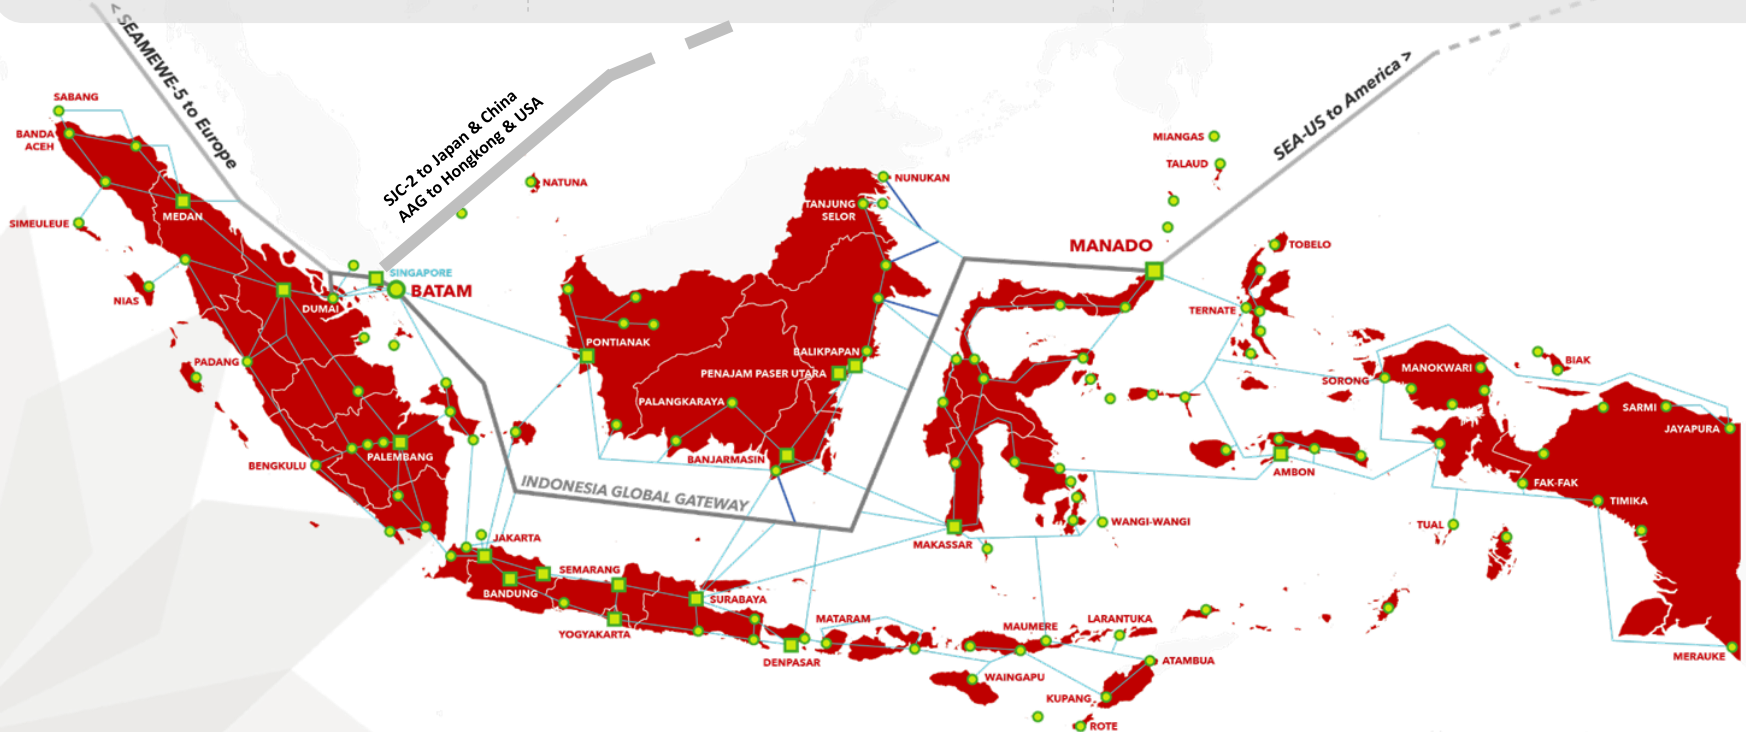 < SEAMEWE-5 to Europe
SJC-2 to Japan & China
AAG to Hongkong & USA
SEA-US to America >
SABANG
BANDA
ACEH
MEDAN
SIMEULEUE
NIAS
DUMAI
SINGAPORE
BATAM
NATUNA
PADANG
PALEMBANG
BENGKULU
INDONESIA GLOBAL GATEWAY
NUNUKAN
TANJUNG
SELOR
PONTIANAK
BALIKPAPAN
PENAJAM PASER UTARA
PALANGKARAYA
BANJARMASIN
MANADO
MIANGAS
TALAUD
TOBELO
TERNATE
SORONG
MANOKWARI
BIAK
SARMI
JAYAPURA
AMBON
FAK-FAK
TIMIKA
TUAL
WANGI-WANGI
MAKASSAR
JAKARTA
SEMARANG
BANDUNG
YOGYAKARTA
SURABAYA
MATARAM
DENPASAR
MAUMERE
LARANTUKA
ATAMBUA
WAINGAPU
KUPANG
ROTE
MERAUKE